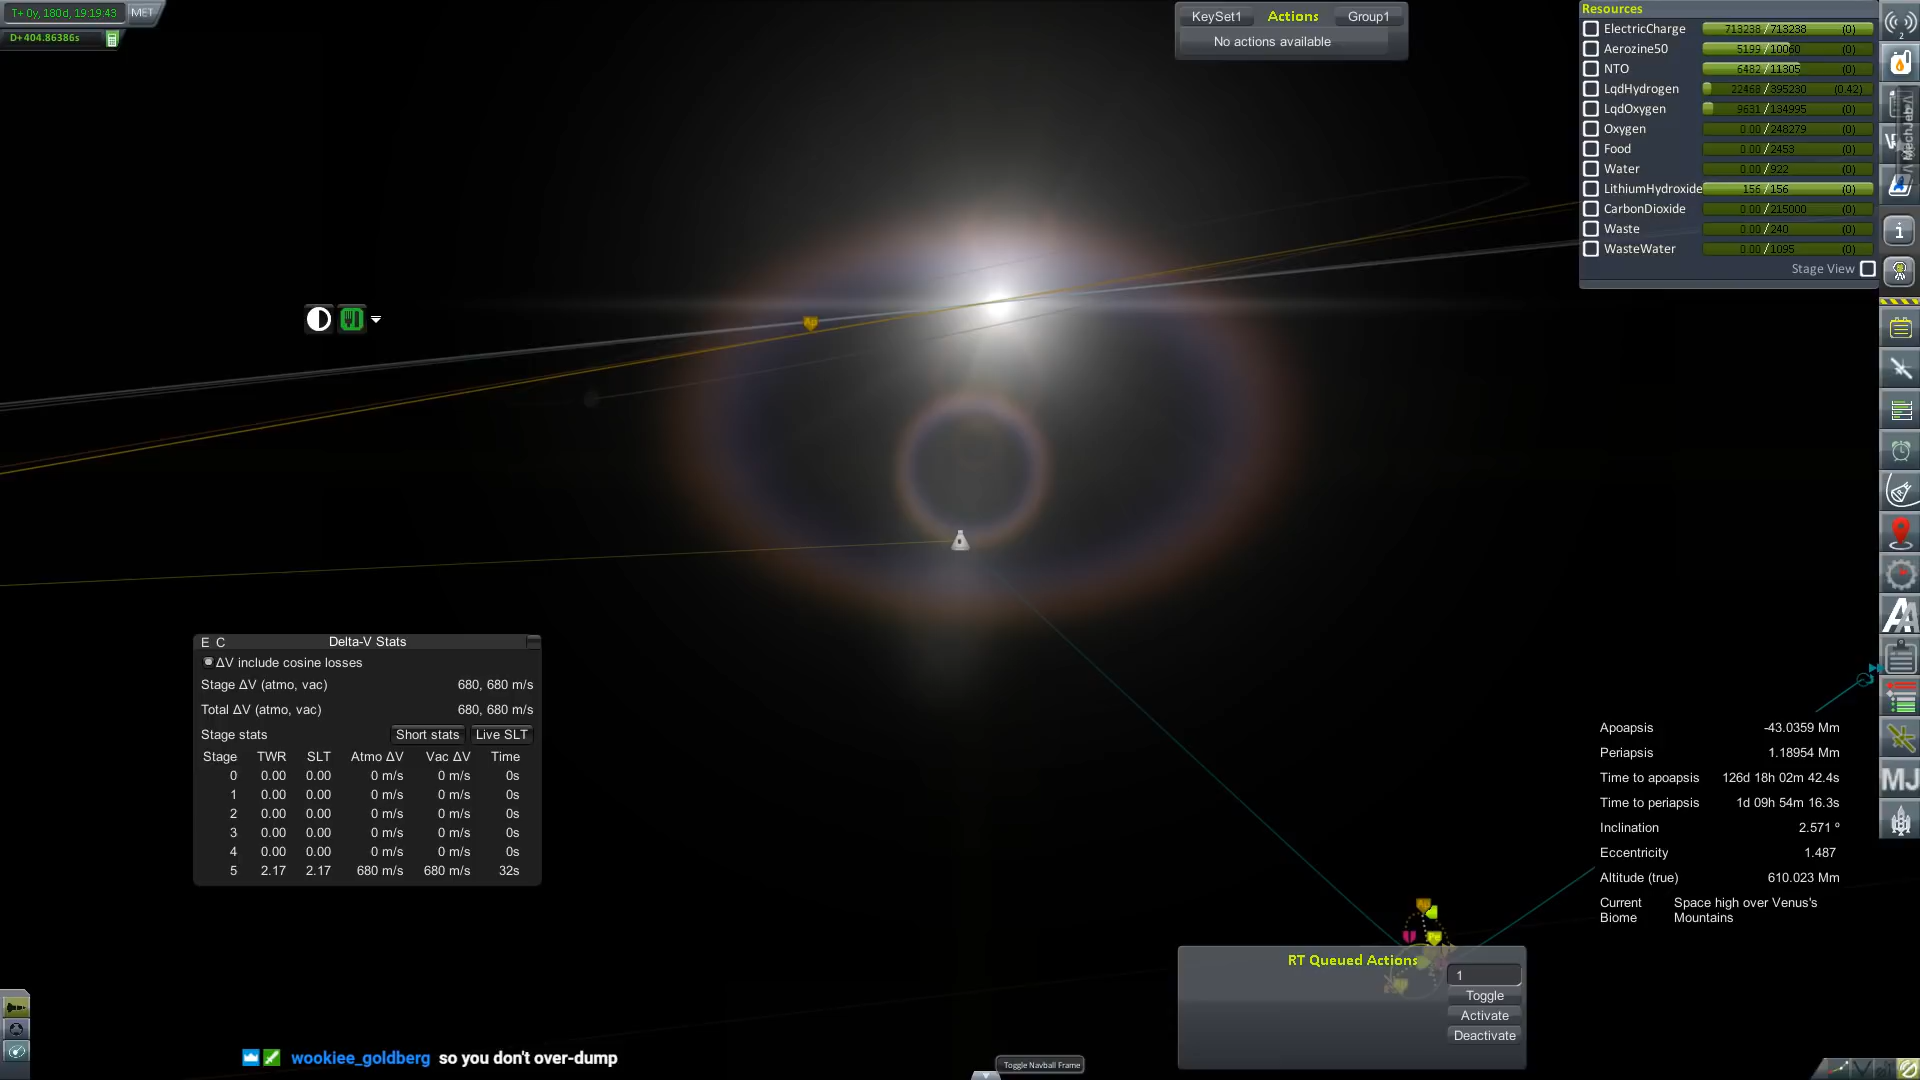 T+ 0y, 180d, 19:19:43 MET
D+404.86386s
KeySet1 Actions Group1
No actions available
Resources
ElectricCharge 713238 / 713238 (0)
Aerozine50 5199 / 10060 (0)
NTO 6482 / 11305 (0)
LqdHydrogen 22468 / 395230 (0.42)
LqdOxygen 9631 / 134995 (0)
Oxygen 0.00 / 248279 (0)
Food 0.00 / 2453 (0)
Water 0.00 / 922 (0)
LithiumHydroxide 156 / 156 (0)
CarbonDioxide 0.00 / 215000 (0)
Waste 0.00 / 240 (0)
WasteWater 0.00 / 1095 (0)
Stage View
MechJeb
Ap
E C Delta-V Stats
ΔV include cosine losses
Stage ΔV (atmo, vac) 680, 680 m/s
Total ΔV (atmo, vac) 680, 680 m/s
Stage stats Short stats Live SLT
Stage TWR SLT Atmo ΔV Vac ΔV Time
0 0.00 0.00 0 m/s 0 m/s 0s
1 0.00 0.00 0 m/s 0 m/s 0s
2 0.00 0.00 0 m/s 0 m/s 0s
3 0.00 0.00 0 m/s 0 m/s 0s
4 0.00 0.00 0 m/s 0 m/s 0s
5 2.17 2.17 680 m/s 680 m/s 32s
Apoapsis -43.0359 Mm
Periapsis 1.18954 Mm
Time to apoapsis 126d 18h 02m 42.4s
Time to periapsis 1d 09h 54m 16.3s
Inclination 2.571 º
Eccentricity 1.487
Altitude (true) 610.023 Mm
Current Biome Space high over Venus's Mountains
MJ
Pe
RT Queued Actions
1
Toggle
Activate
Deactivate
wookiee_goldberg so you don't over-dump
Toggle Navball Frame